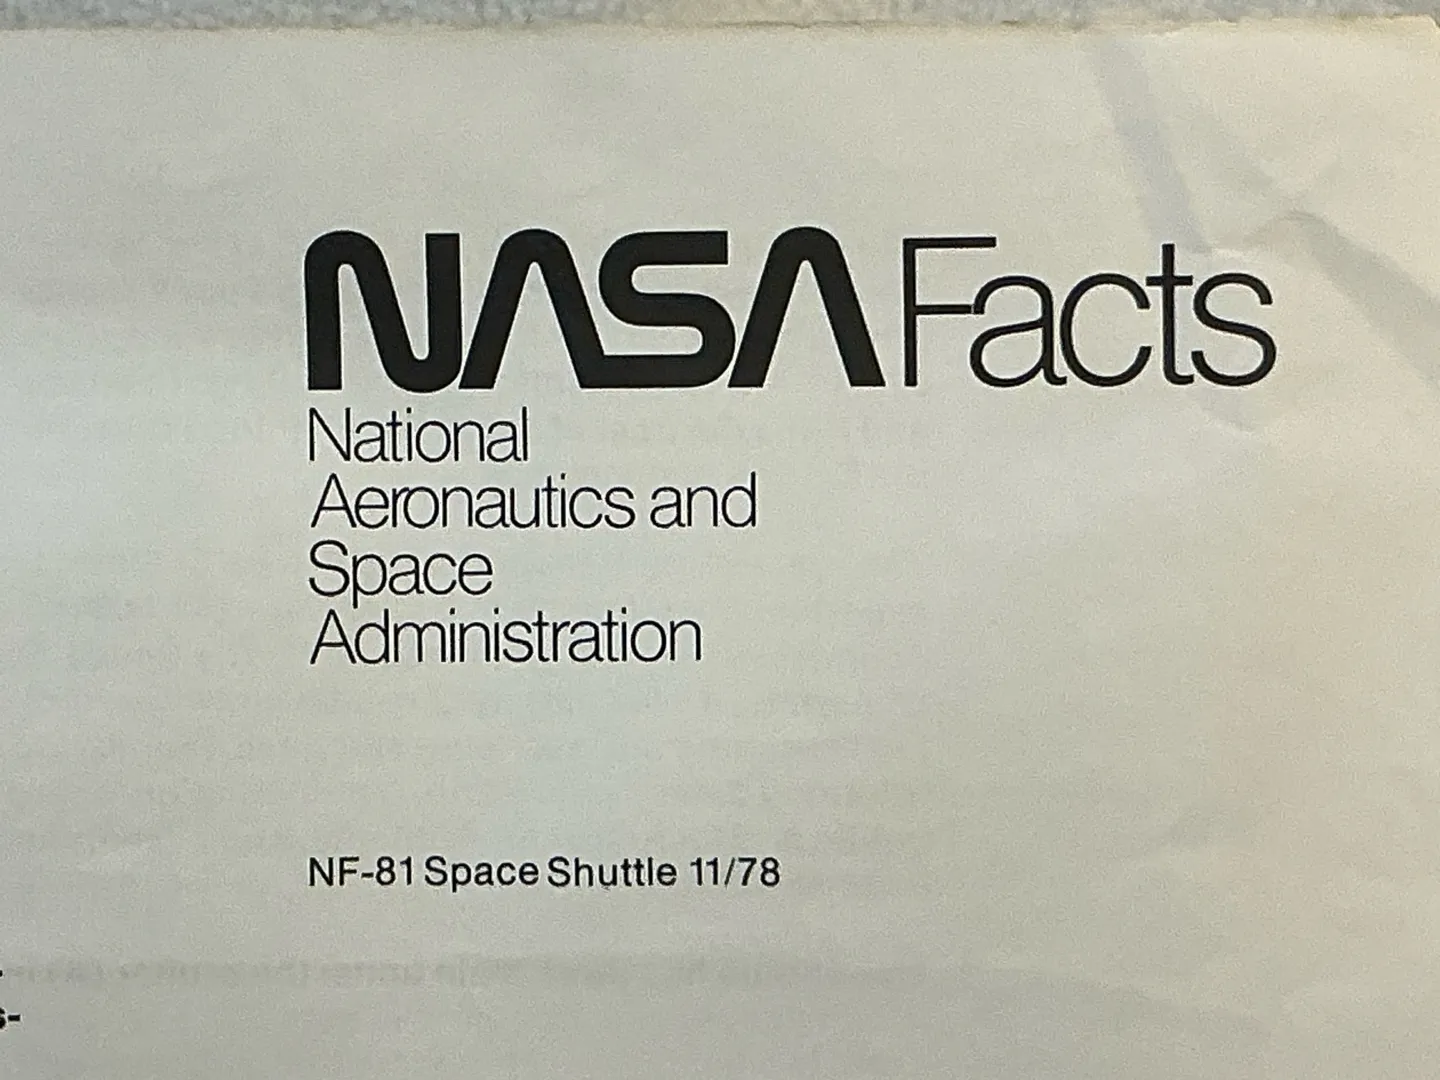 NASA Facts
National
Aeronautics and
Space
Administration
NF-81 Space Shuttle 11/78
s-